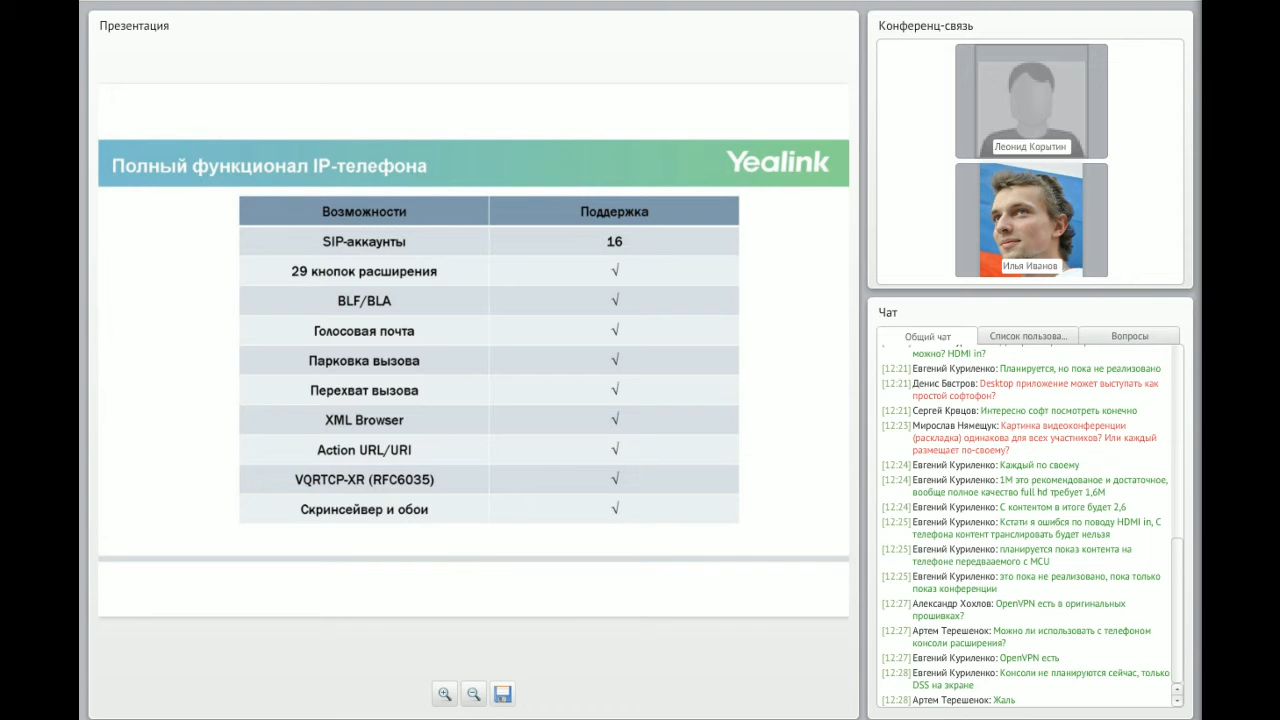 Презентация
Полный функционал IP-телефона
Yealink
Возможности Поддержка
SIP-аккаунты 16
29 кнопок расширения √
BLF/BLA √
Голосовая почта √
Парковка вызова √
Перехват вызова √
XML Browser √
Action URL/URI √
VQRTCP-XR (RFC6035) √
Скринсейвер и обои √
Конференц-связь
Леонид Корытин
Илья Иванов
Чат
Общий чат Список пользова... Вопросы
можно? HDMI in?
[12:21] Евгений Куриленко: Планируется, но пока не реализовано
[12:21] Денис Бвстров: Desktop приложение может выступать как
простой софтофон?
[12:21] Сергей Крвцов: Интересно софт посмотреть конечно
[12:23] Мирослав Нямещук: Картинка видеоконференции
(раскладка) одинакова для всех участников? Или каждый
размещает по-своему?
[12:24] Евгений Куриленко: Каждый по своему
[12:24] Евгений Куриленко: 1М это рекомендованое и достаточное,
вообще полное качество full hd требует 1,6М
[12:24] Евгений Куриленко: С контентом в итоге будет 2,6
[12:25] Евгений Куриленко: Кстати я ошибся по поводу HDMI in, С
телефона контент транслировать будет нельзя
[12:25] Евгений Куриленко: планируется показ контента на
телефоне передвааемого с MCU
[12:25] Евгений Куриленко: это пока не реализовано, пока только
показ конференции
[12:27] Александр Хохлов: OpenVPN есть в оригинальных
прошивках?
[12:27] Артем Терешенок: Можно ли использовать с телефоном
консоли расширения?
[12:27] Евгений Куриленко: OpenVPN есть
[12:28] Евгений Куриленко: Консоли не планируются сейчас, только
DSS на экране
[12:28] Артем Терешенок: Жаль